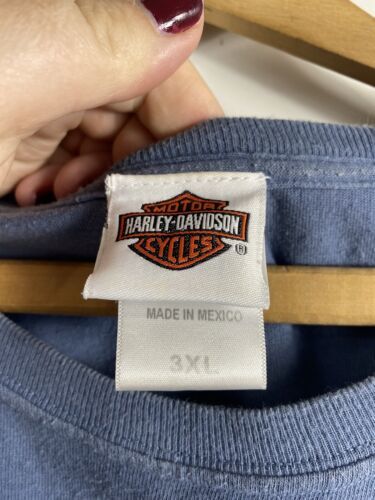 MOTOR
HARLEY-DAVIDSON
CYCLES ®
MADE IN MEXICO
3XL